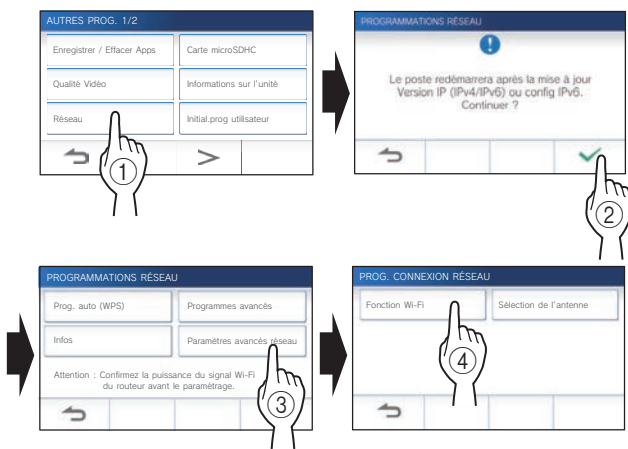 AUTRES PROG. 1/2
Enregistrer / Effacer Apps
Carte microSDHC
Qualité Vidéo
Informations sur l'unité
Réseau
Initial.prog utilisateur
>
1
PROGRAMMATIONS RÉSEAU
!
Le poste redémarrera après la mise à jour
Version IP (IPv4/IPv6) ou config IPv6.
Continuer ?
2
PROGRAMMATIONS RÉSEAU
Prog. auto (WPS)
Programmes avancés
Infos
Paramètres avancés réseau
Attention : Confirmez la puissance du signal Wi-Fi
du routeur avant le paramétrage.
3
PROG. CONNEXION RÉSEAU
Fonction Wi-Fi
Sélection de l'antenne
4